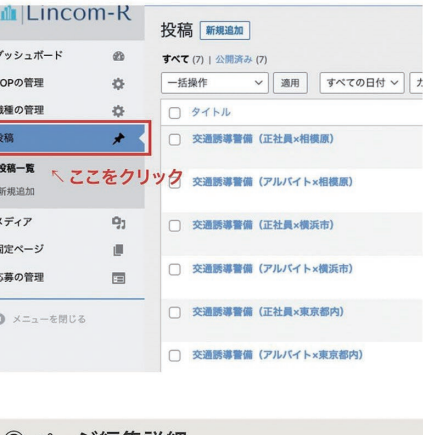 Lincom-R
投稿 新規追加
ダッシュボード
すべて (7) | 公開済み (7)
TOPの管理
一括操作 適用 すべての日付
職種の管理
タイトル
投稿
交通誘導警備（正社員×相模原）
投稿一覧
ここをクリック
新規追加
交通誘導警備（アルバイト×相模原）
メディア
交通誘導警備（正社員×横浜市）
固定ページ
応募の管理
交通誘導警備（アルバイト×横浜市）
メニューを閉じる
交通誘導警備（正社員×東京都内）
交通誘導警備（アルバイト×東京都内）